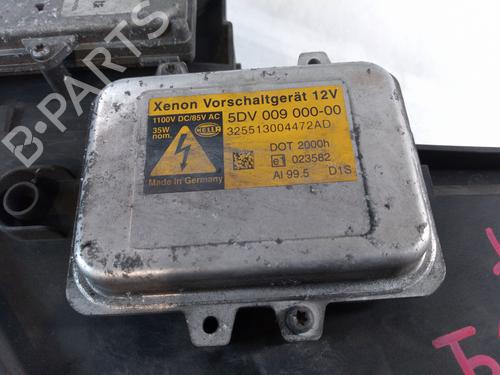 Xenon Vorschaltgerät 12V
1100V DC/85V AC
35W
nom.
HELLA
5DV 009 000-00
325513004472AD
DOT 2000h
e1 023582
Al 99.5 D1S
Made in Germany
B-PARTS